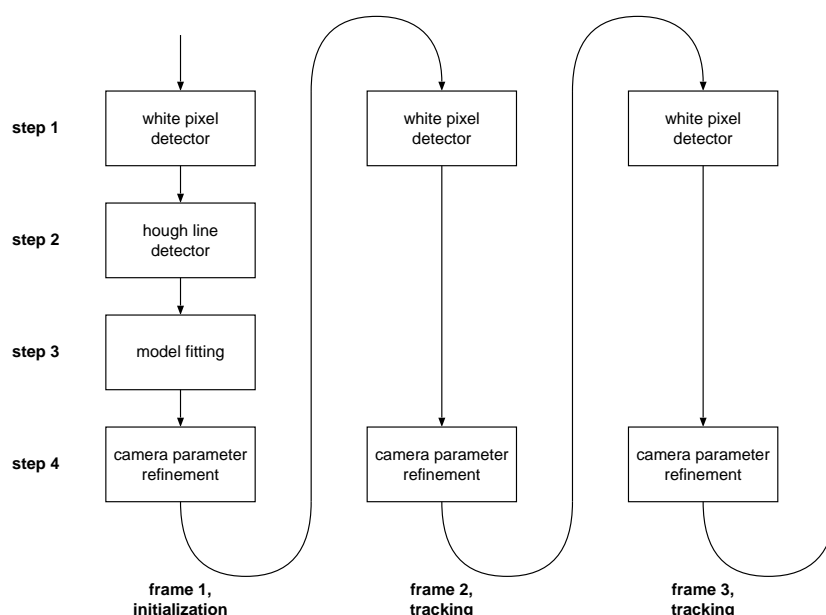 step 1
white pixel
detector
white pixel
detector
white pixel
detector
step 2
hough line
detector
step 3
model fitting
step 4
camera parameter
refinement
camera parameter
refinement
camera parameter
refinement
frame 1,
initialization
frame 2,
tracking
frame 3,
tracking